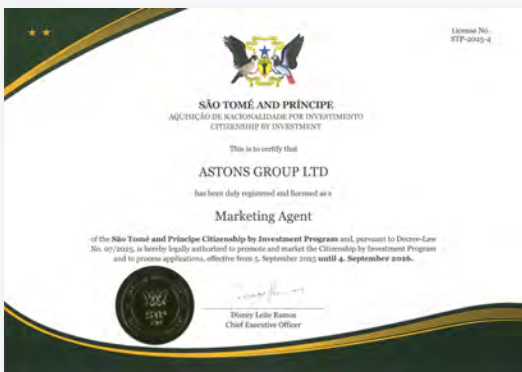 License No.
STP-2025-4
SÃO TOMÉ AND PRÍNCIPE
AQUISIÇÃO DE NACIONALIDADE POR INVESTIMENTO
CITIZENSHIP BY INVESTMENT
This is to certify that
ASTONS GROUP LTD
has been duly registered and licensed as a
Marketing Agent
of the São Tomé and Príncipe Citizenship by Investment Program and, pursuant to Decree-Law
No. 07/2025, is hereby legally authorized to promote and market the Citizenship by Investment Program
and to process applications, effective from 5. September 2025 until 4. September 2026.
Disney Leite Ramos
Chief Executive Officer